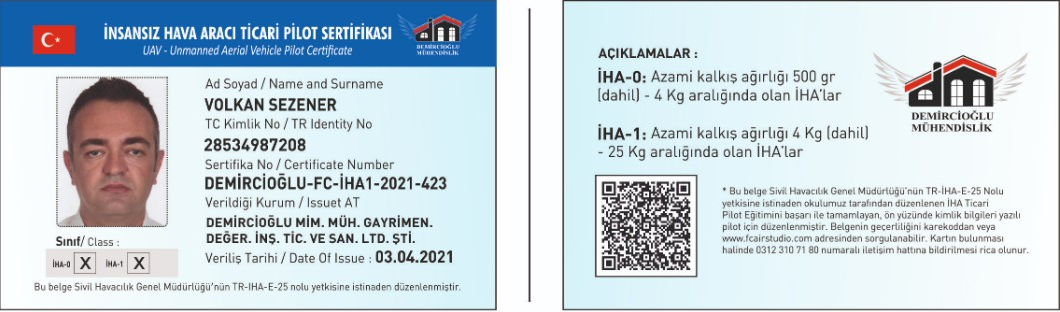 İNSANSIZ HAVA ARACI TİCARİ PİLOT SERTİFİKASI
UAV - Unmanned Aerial Vehicle Pilot Certificate
DEMİRCİOĞLU
MÜHENDİSLİK
Ad Soyad / Name and Surname
VOLKAN SEZENER
TC Kimlik No / TR Identity No
28534987208
Sertifika No / Certificate Number
DEMİRCİOĞLU-FC-İHA1-2021-423
Verildiği Kurum / Issuet AT
DEMİRCİOĞLU MİM. MÜH. GAYRİMEN.
DEĞER. İNŞ. TİC. VE SAN. LTD. ŞTİ.
Veriliş Tarihi / Date Of Issue : 03.04.2021
Sınıf/ Class :
İHA-0 X İHA-1 X
Bu belge Sivil Havacılık Genel Müdürlüğü'nün TR-IHA-E-25 nolu yetkisine istinaden düzenlenmiştir.
AÇIKLAMALAR :
İHA-0: Azami kalkış ağırlığı 500 gr
(dahil) - 4 Kg aralığında olan İHA'lar
İHA-1: Azami kalkış ağırlığı 4 Kg (dahil)
- 25 Kg aralığında olan İHA'lar
DEMİRCİOĞLU
MÜHENDİSLİK
* Bu belge Sivil Havacılık Genel Müdürlüğü'nün TR-İHA-E-25 Nolu
yetkisine istinaden okulumuz tarafından düzenlenen İHA Ticari
Pilot Eğitimini başarı ile tamamlayan, ön yüzünde kimlik bilgileri yazılı
pilot için düzenlenmiştir. Belgenin geçerliliğini karekoddan veya
www.fcairstudio.com adresinden sorgulanabilir. Kartın bulunması
halinde 0312 310 71 80 numaralı iletişim hattına bildirilmesi rica olunur.